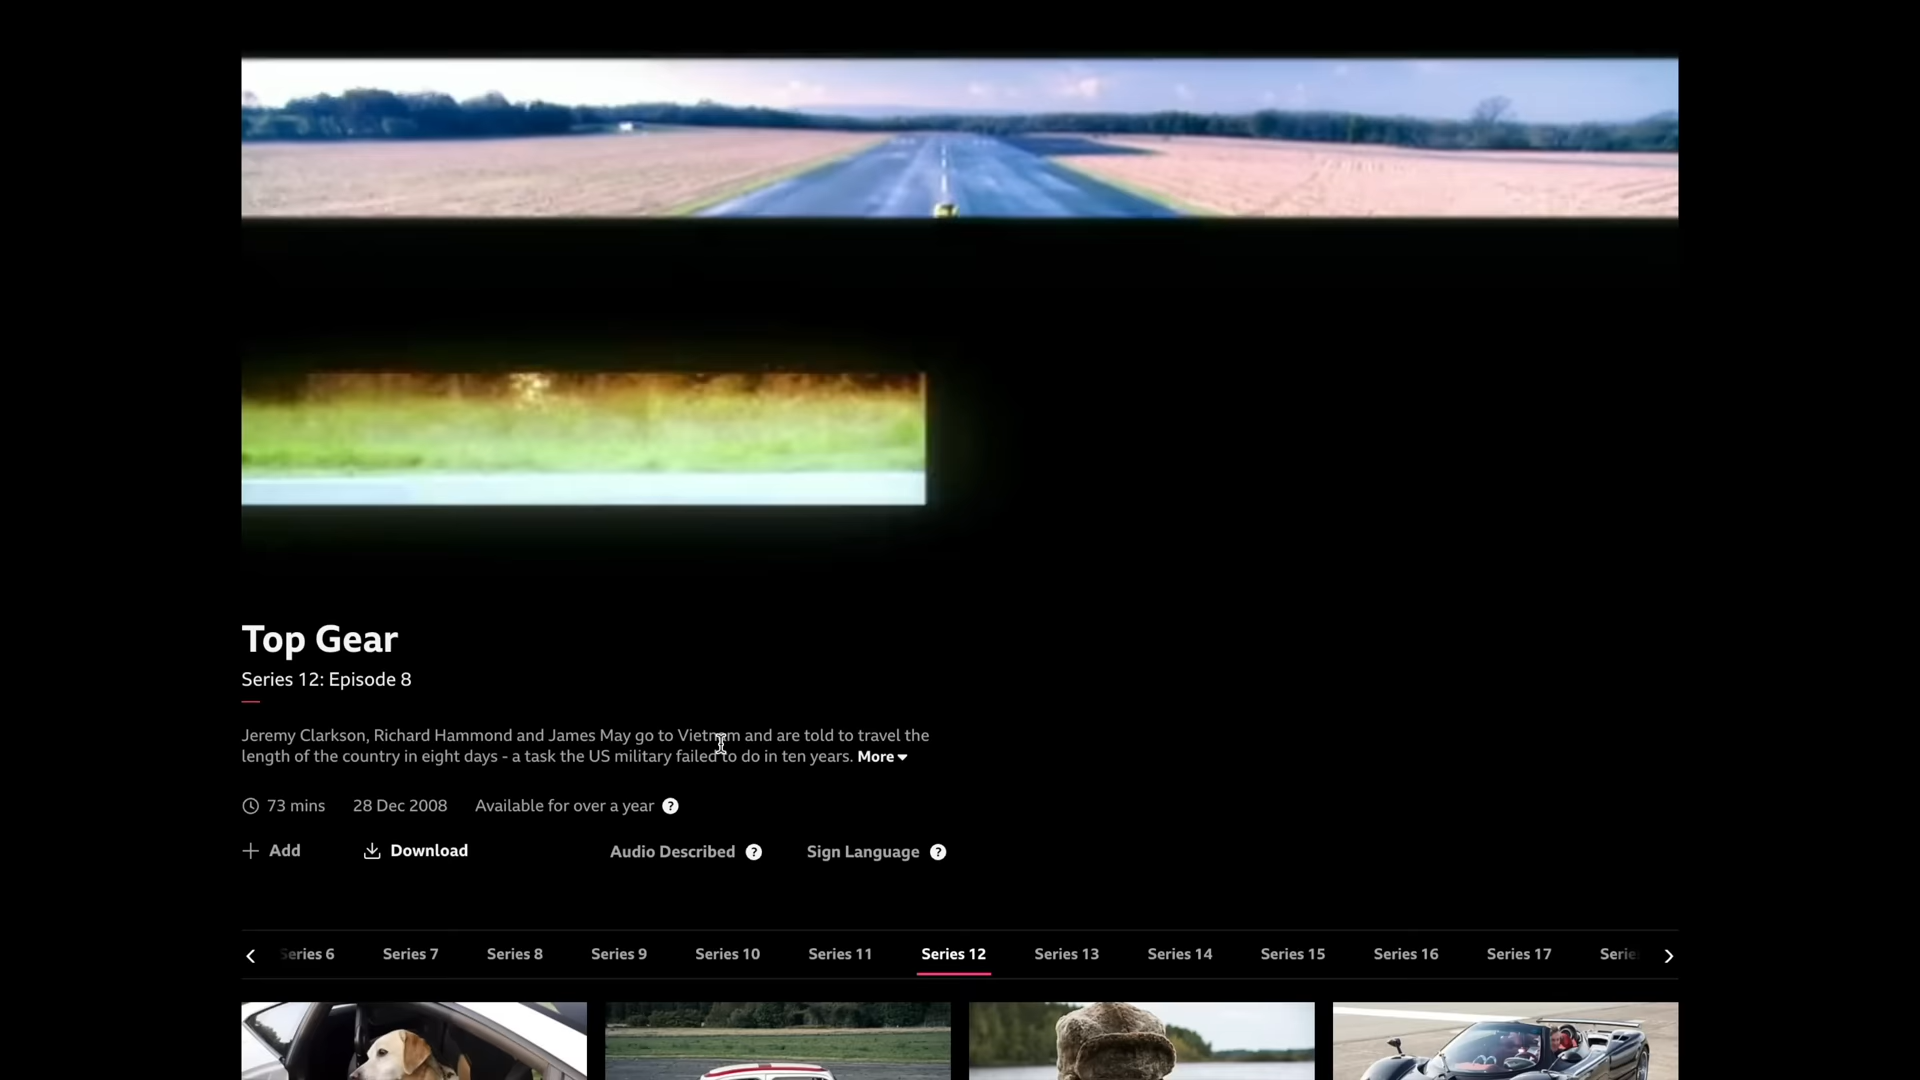 Top Gear
Series 12: Episode 8
Jeremy Clarkson, Richard Hammond and James May go to Vietnam and are told to travel the
length of the country in eight days - a task the US military failed to do in ten years. More
73 mins 28 Dec 2008 Available for over a year ?
Add Download Audio Described ? Sign Language ?
Series 6 Series 7 Series 8 Series 9 Series 10 Series 11 Series 12 Series 13 Series 14 Series 15 Series 16 Series 17 Serie